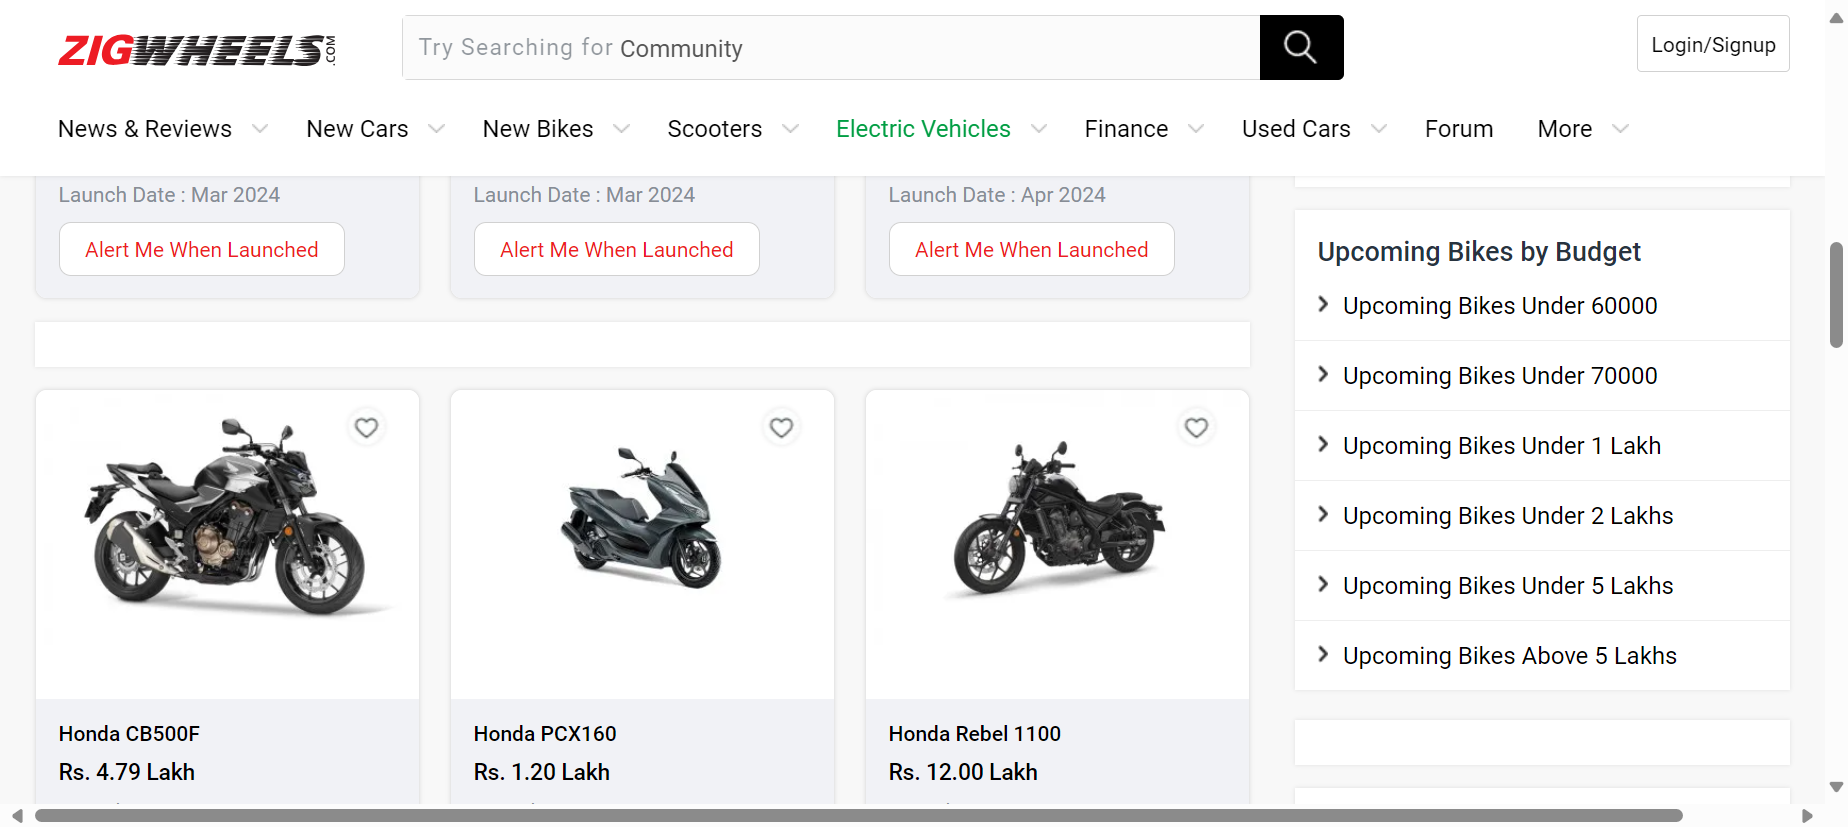 ZIGWHEELS.COM
Try Searching for Community
Login/Signup
News & Reviews
New Cars
New Bikes
Scooters
Electric Vehicles
Finance
Used Cars
Forum
More
Launch Date : Mar 2024
Launch Date : Mar 2024
Launch Date : Apr 2024
Alert Me When Launched
Alert Me When Launched
Alert Me When Launched
Honda CB500F
Rs. 4.79 Lakh
Honda PCX160
Rs. 1.20 Lakh
Honda Rebel 1100
Rs. 12.00 Lakh
Upcoming Bikes by Budget
Upcoming Bikes Under 60000
Upcoming Bikes Under 70000
Upcoming Bikes Under 1 Lakh
Upcoming Bikes Under 2 Lakhs
Upcoming Bikes Under 5 Lakhs
Upcoming Bikes Above 5 Lakhs